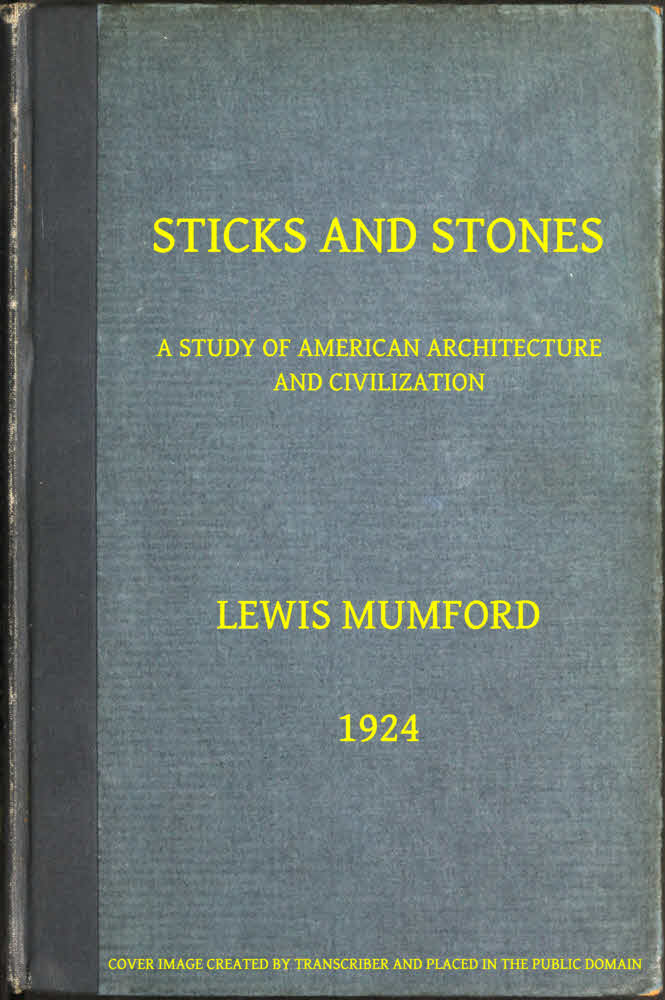 STICKS AND STONES
A STUDY OF AMERICAN ARCHITECTURE
AND CIVILIZATION
LEWIS MUMFORD
1924
COVER IMAGE CREATED BY TRANSCRIBER AND PLACED IN THE PUBLIC DOMAIN